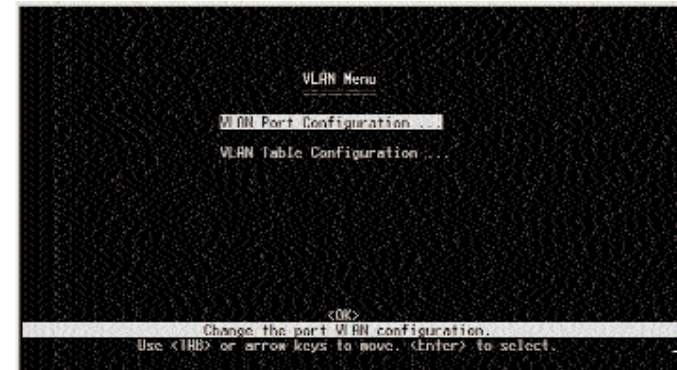 VLAN Menu
VLAN Port Configuration ...
VLAN Table Configuration ...
<OK>
Change the port VLAN configuration.
Use <TAB> or arrow keys to move. <Enter> to select.